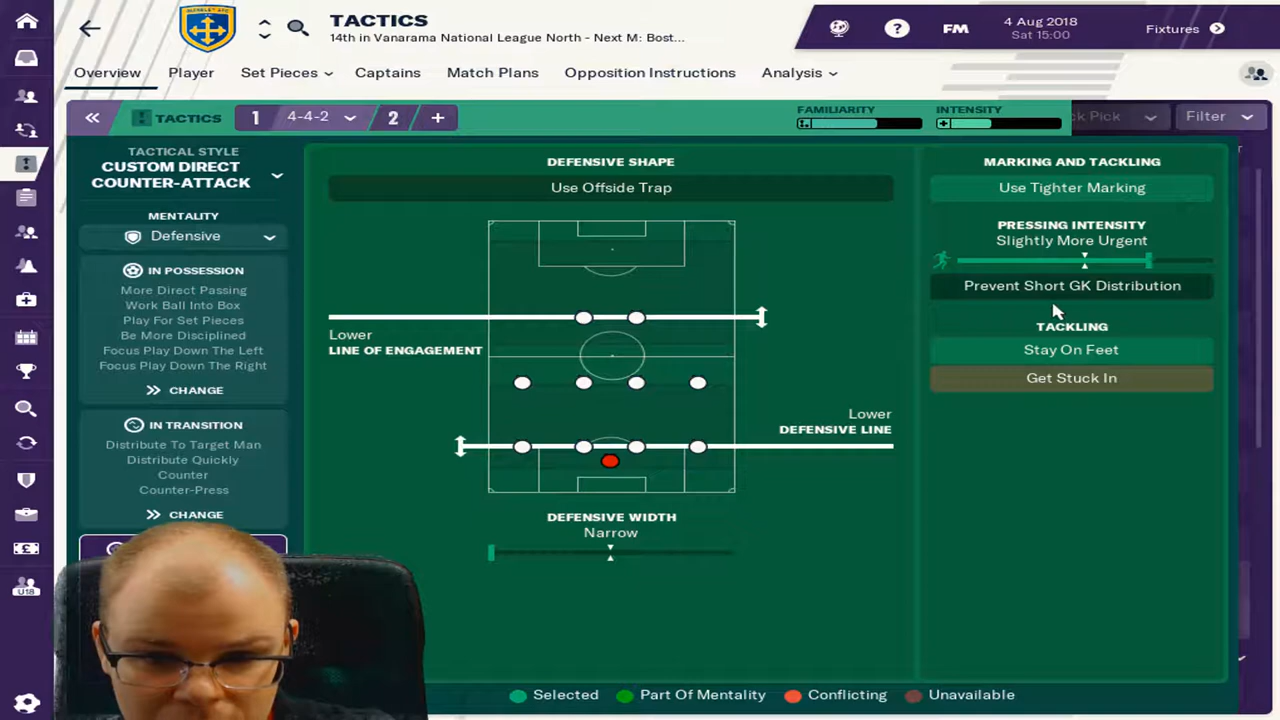 TACTICS
14th in Vanarama National League North - Next M: Bost...
4 Aug 2018
Sat 15:00
FM
?
Fixtures
Overview
Player
Set Pieces
Captains
Match Plans
Opposition Instructions
Analysis
TACTICS
1
4-4-2
2
+
FAMILIARITY
INTENSITY
Pick
Filter
TACTICAL STYLE
CUSTOM DIRECT
COUNTER-ATTACK
MENTALITY
Defensive
IN POSSESSION
More Direct Passing
Work Ball Into Box
Play For Set Pieces
Be More Disciplined
Focus Play Down The Left
Focus Play Down The Right
CHANGE
IN TRANSITION
Distribute To Target Man
Distribute Quickly
Counter
Counter-Press
CHANGE
DEFENSIVE SHAPE
Use Offside Trap
Lower
LINE OF ENGAGEMENT
Lower
DEFENSIVE LINE
DEFENSIVE WIDTH
Narrow
MARKING AND TACKLING
Use Tighter Marking
PRESSING INTENSITY
Slightly More Urgent
Prevent Short GK Distribution
TACKLING
Stay On Feet
Get Stuck In
Selected
Part Of Mentality
Conflicting
Unavailable
U18